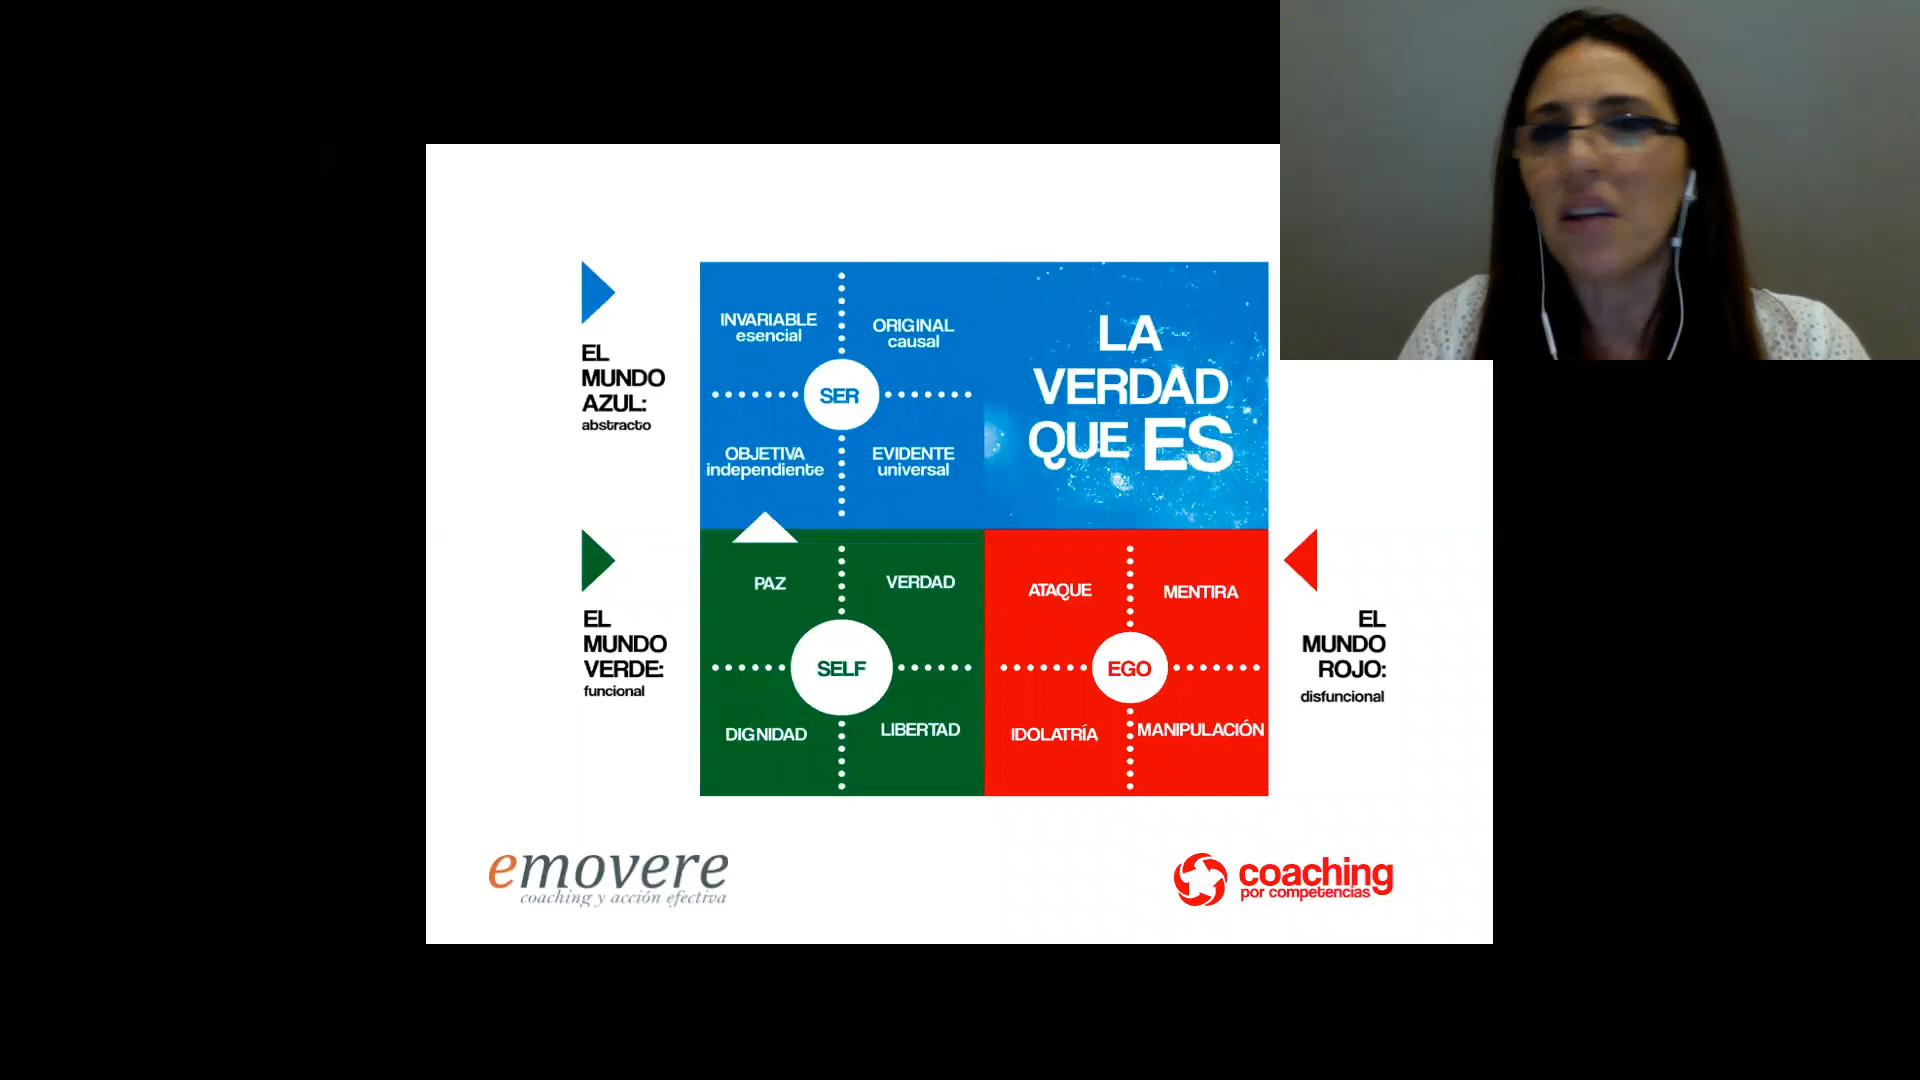 EL
MUNDO
AZUL:
abstracto
INVARIABLE
esencial
ORIGINAL
causal
SER
OBJETIVA
independiente
EVIDENTE
universal
LA
VERDAD
QUE ES
EL
MUNDO
VERDE:
funcional
PAZ
VERDAD
SELF
DIGNIDAD
LIBERTAD
ATAQUE
MENTIRA
EGO
IDOLATRÍA
MANIPULACIÓN
EL
MUNDO
ROJO:
disfuncional
emovere
coaching y acción efectiva
coaching
por competencias